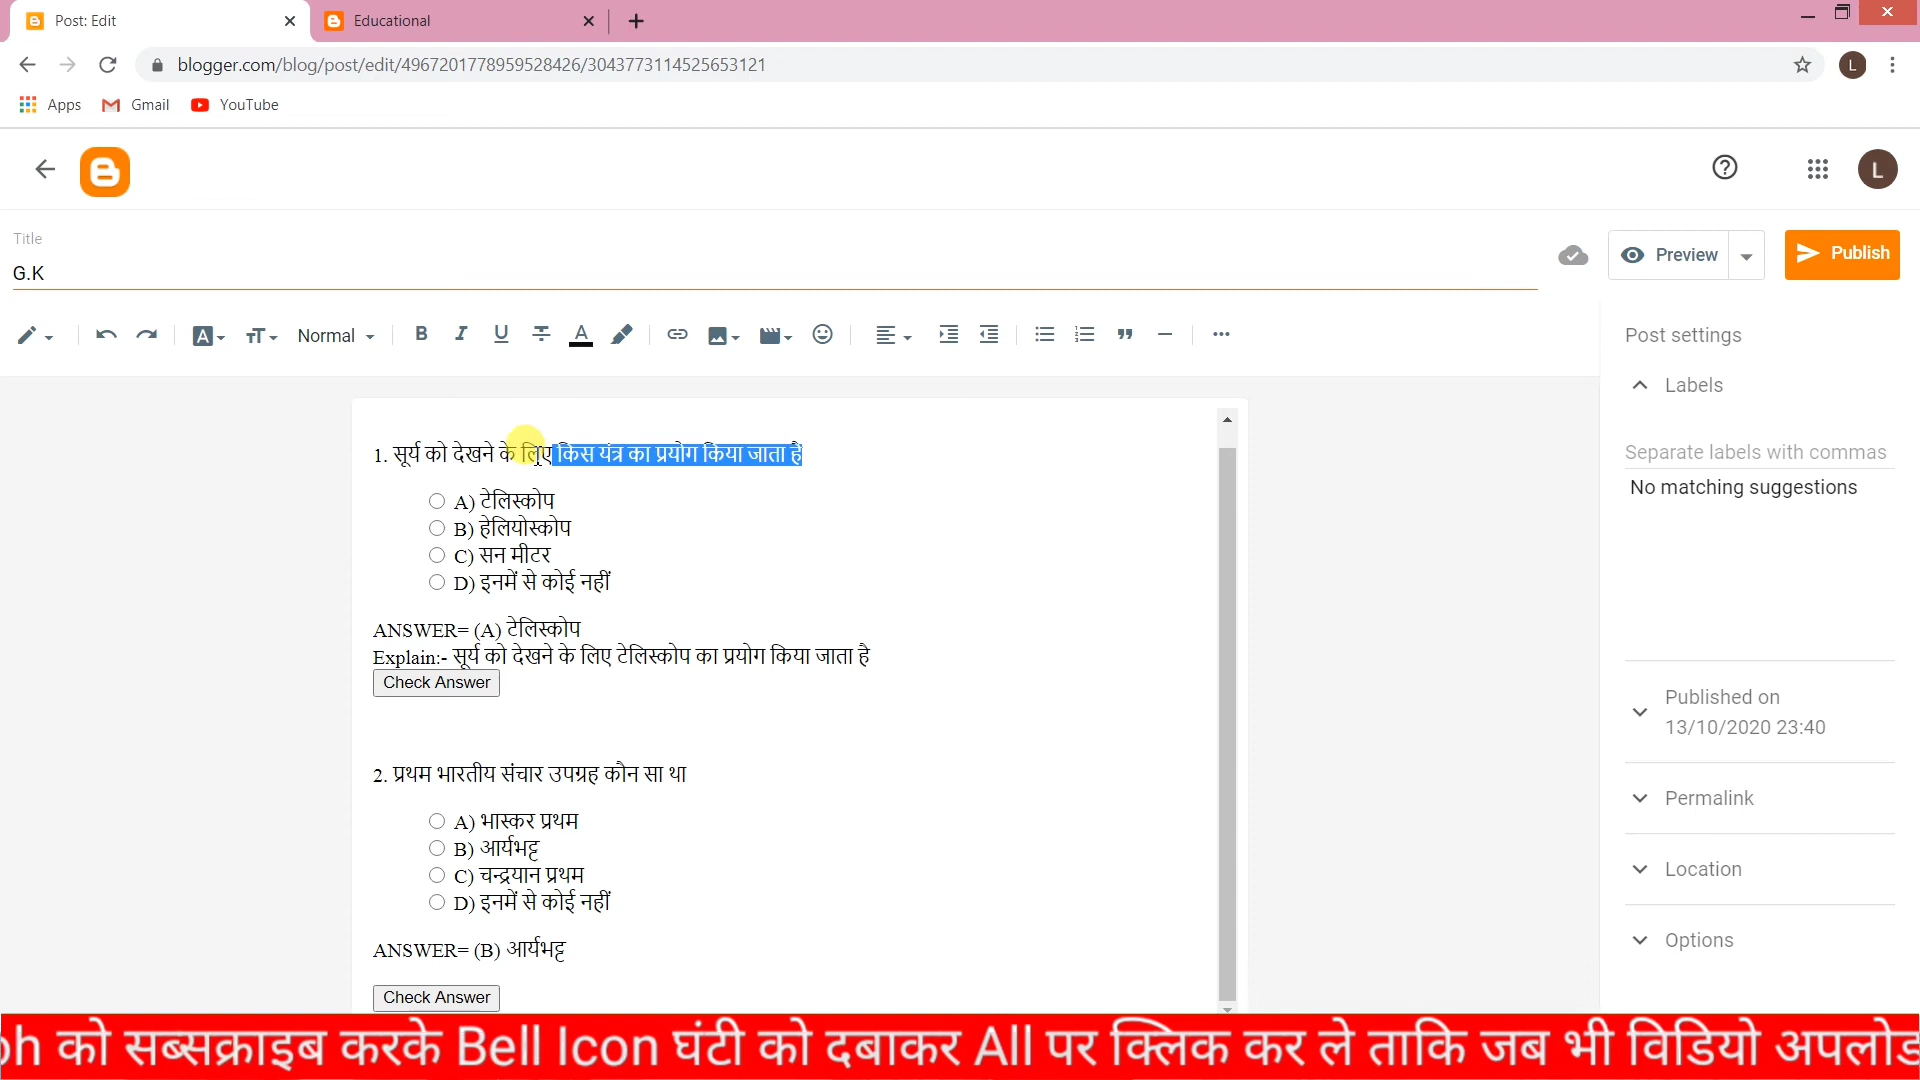 Post: Edit
Educational
blogger.com/blog/post/edit/4967201778959528426/3043773114525653121
L
Apps
Gmail
YouTube
L
Title
G.K
Preview
Publish
Normal
B
I
U
A
Post settings
Labels
Separate labels with commas
No matching suggestions
Published on
13/10/2020 23:40
Permalink
Location
Options
1. सूर्य को देखने के लिए किस यंत्र का प्रयोग किया जाता है
A) टेलिस्कोप
B) हेलियोस्कोप
C) सन मीटर
D) इनमें से कोई नहीं
ANSWER= (A) टेलिस्कोप
Explain:- सूर्य को देखने के लिए टेलिस्कोप का प्रयोग किया जाता है
Check Answer
2. प्रथम भारतीय संचार उपग्रह कौन सा था
A) भास्कर प्रथम
B) आर्यभट्ट
C) चन्द्रयान प्रथम
D) इनमें से कोई नहीं
ANSWER= (B) आर्यभट्ट
Check Answer
को सब्सक्राइब करके Bell Icon घंटी को दबाकर All पर क्लिक कर ले ताकि जब भी विडियो अपलोड